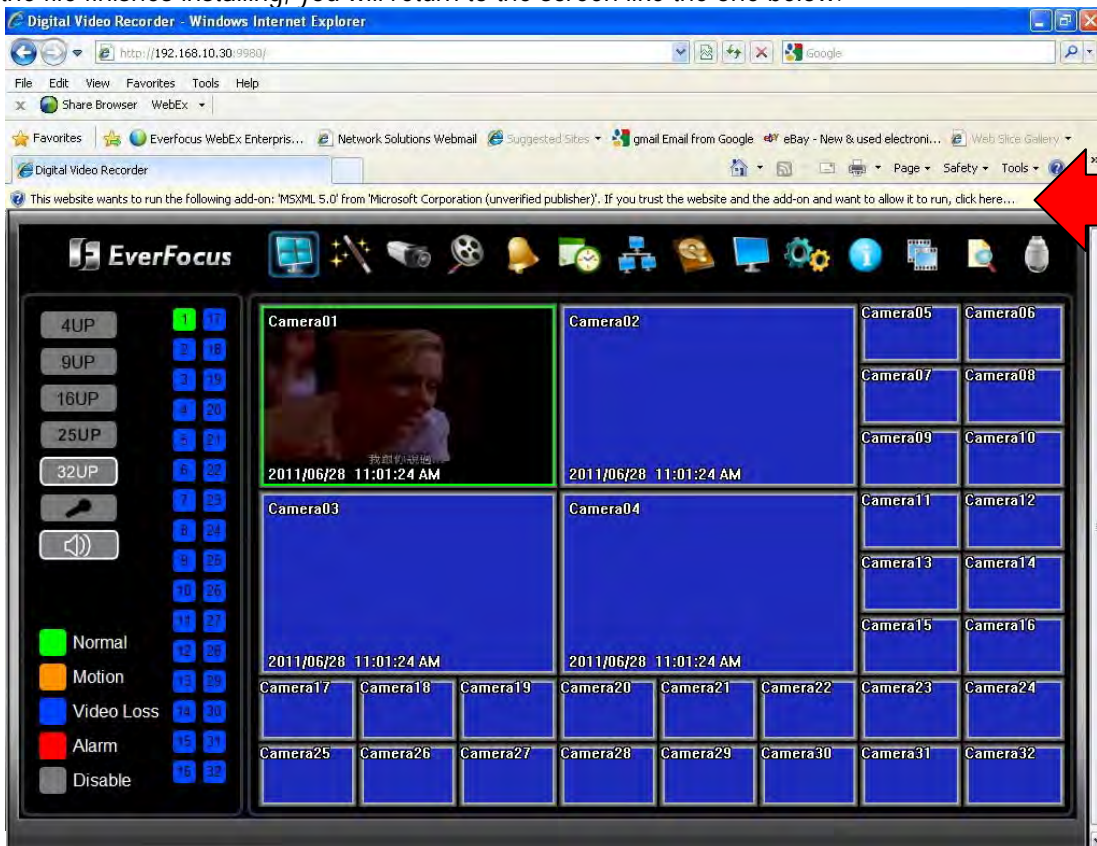 the file finishes installing, you will return to the screen like the one below.
Digital Video Recorder - Windows Internet Explorer
http://192.168.10.30:9980/
Google
File Edit View Favorites Tools Help
x Share Browser WebEx
Favorites Everfocus WebEx Enterpris... Network Solutions Webmail Suggested Sites gmail Email from Google eBay - New & used electroni... Web Slice Gallery
Digital Video Recorder
Page Safety Tools
This website wants to run the following add-on: 'MSXML 5.0' from 'Microsoft Corporation (unverified publisher)'. If you trust the website and the add-on and want to allow it to run, click here...
EverFocus
4UP
9UP
16UP
25UP
32UP
1 17
2 18
3 19
4 20
5 21
6 22
7 23
8 24
9 25
10 26
11 27
12 28
13 29
14 30
15 31
16 32
Normal
Motion
Video Loss
Alarm
Disable
Camera01
2011/06/28 11:01:24 AM
Camera02
2011/06/28 11:01:24 AM
Camera03
2011/06/28 11:01:24 AM
Camera04
2011/06/28 11:01:24 AM
Camera05 Camera06
Camera07 Camera08
Camera09 Camera10
Camera11 Camera12
Camera13 Camera14
Camera15 Camera16
Camera17 Camera18 Camera19 Camera20 Camera21 Camera22 Camera23 Camera24
Camera25 Camera26 Camera27 Camera28 Camera29 Camera30 Camera31 Camera32